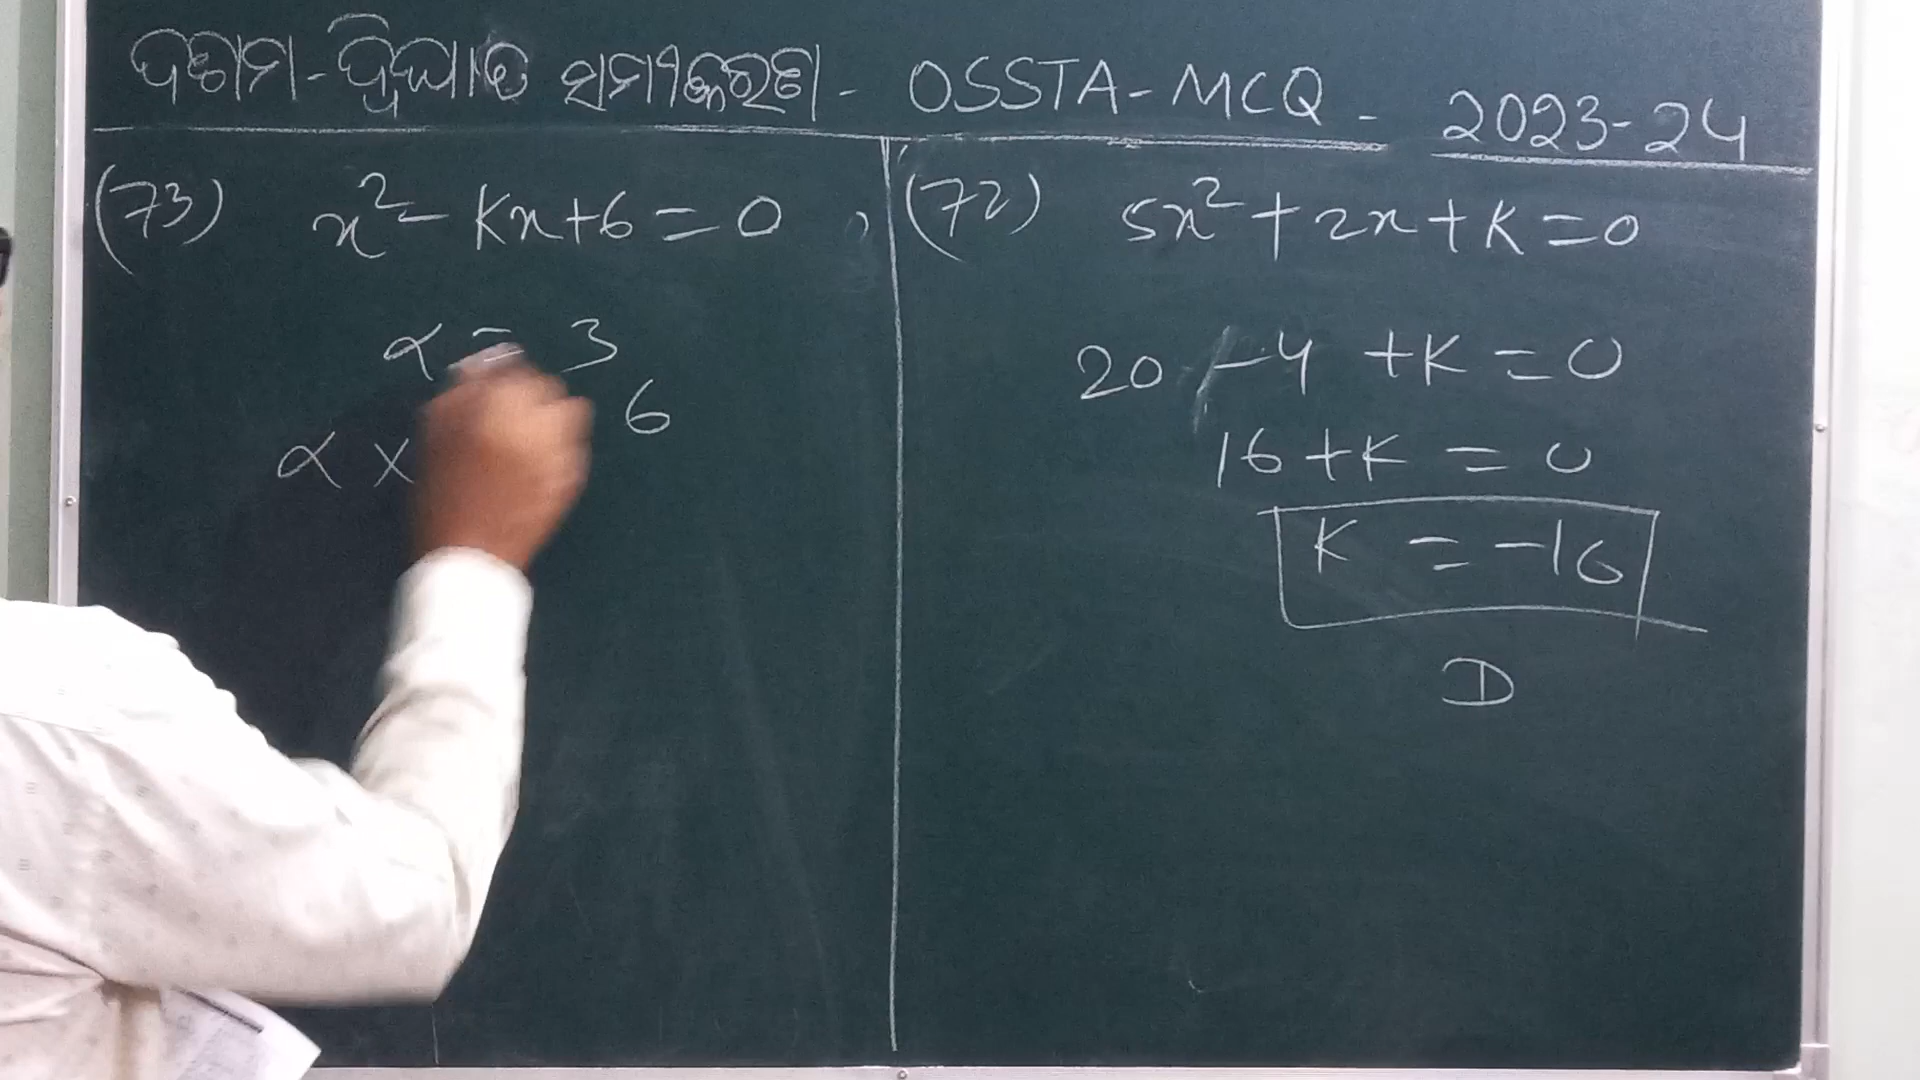 ଦଶମ - ଦ୍ଵିଘାତ ସମୀକରଣ - OSSTA - MCQ - 2023-24
(73) x² - Kx + 6 = 0 ,
α = 3
6
α x
(72) 5x² + 2x + K = 0
20 - 4 + K = 0
16 + K = 0
K = -16
D